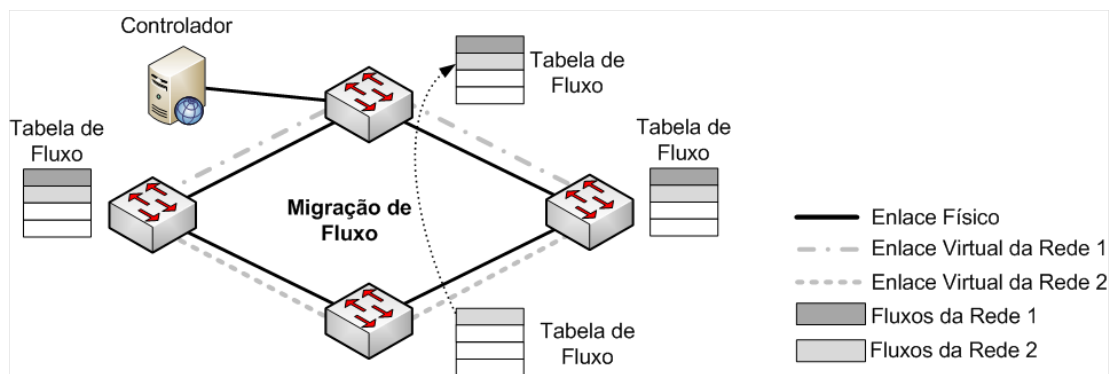 Controlador
Tabela de
Fluxo
Tabela de
Fluxo
Tabela de
Fluxo
Migração de
Fluxo
Tabela de
Fluxo
Enlace Físico
Enlace Virtual da Rede 1
Enlace Virtual da Rede 2
Fluxos da Rede 1
Fluxos da Rede 2